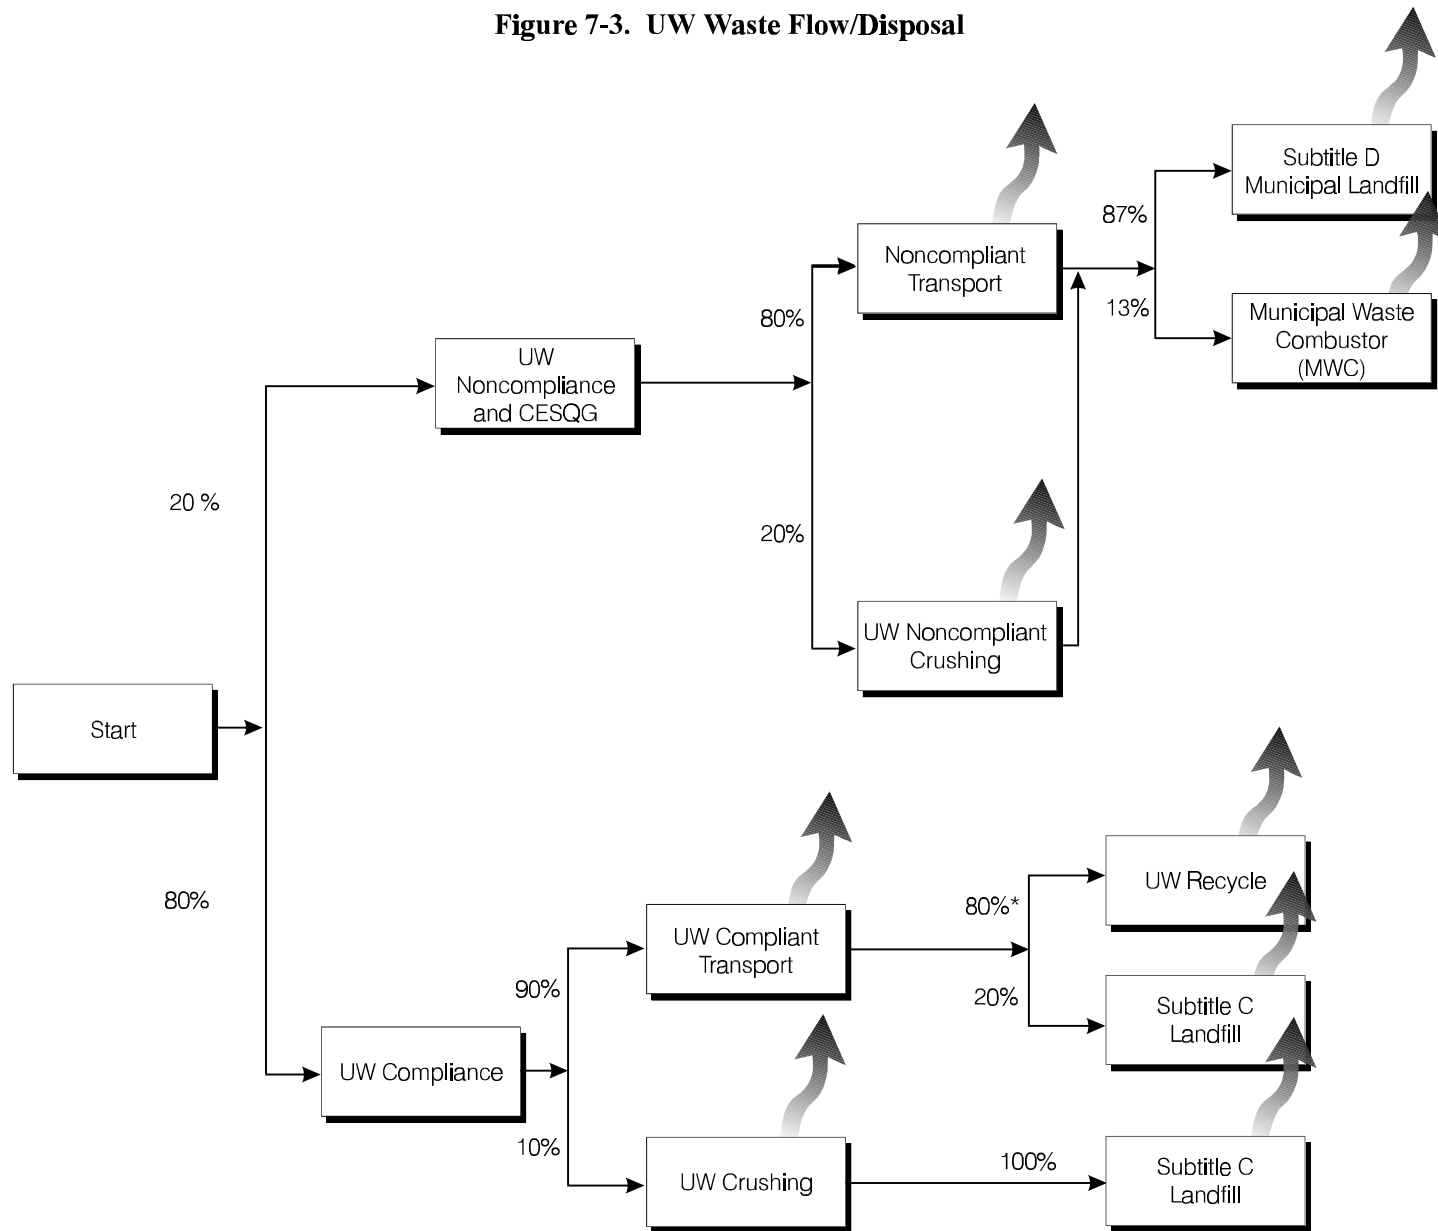 Figure 7-3.  UW Waste Flow/Disposal
Subtitle D
Municipal Landfill
87%
Noncompliant
Transport
13%
Municipal Waste
Combustor
(MWC)
80%
UW
Noncompliance
and CESQG
20 %
20%
UW Noncompliant
Crushing
Start
80%
UW Recycle
80%*
UW Compliant
Transport
90%
20%
Subtitle C
Landfill
UW Compliance
10%
UW Crushing
100%
Subtitle C
Landfill